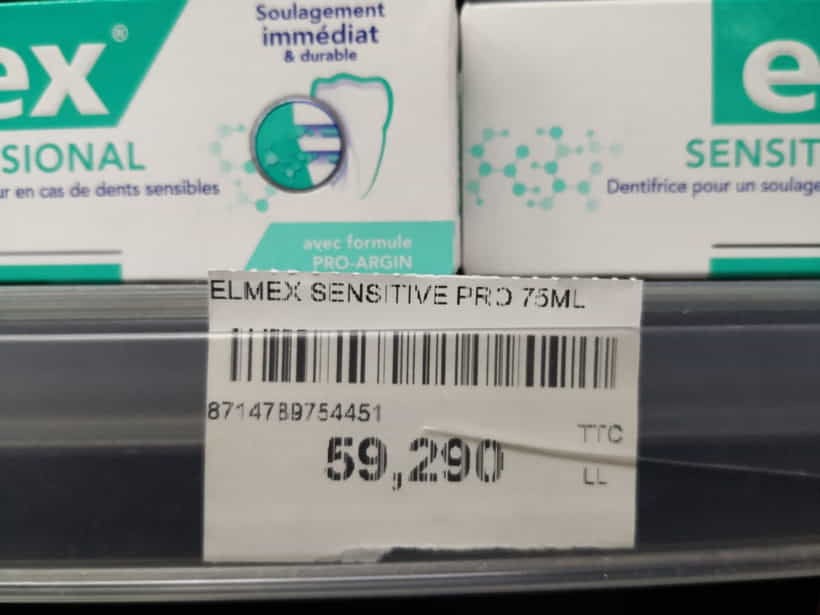 Soulagement
immédiat
& durable
ex®
SIONAL
ur en cas de dents sensibles
avec formule
PRO-ARGIN
e
SENSIT
Dentifrice pour un soulage
ELMEX SENSITIVE PRO 75ML
8714789754451
59,290
TTC
LL